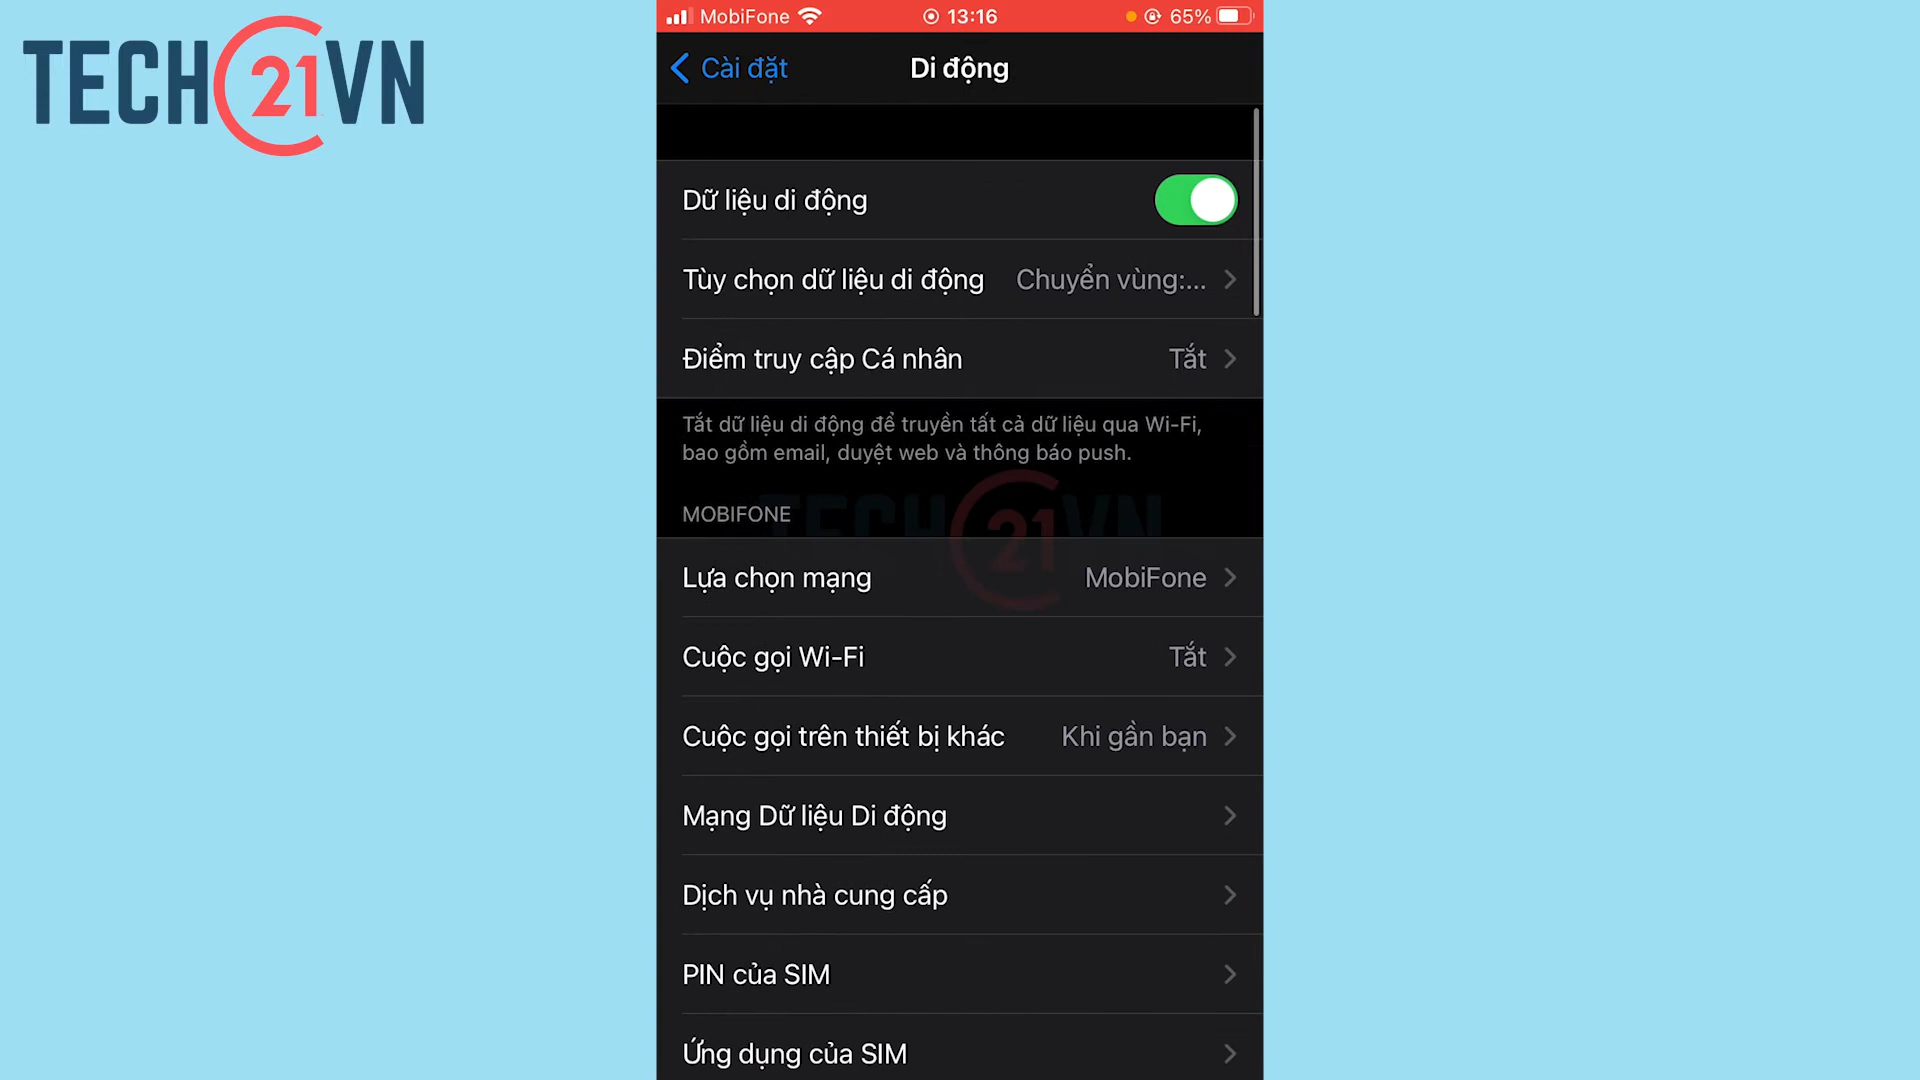 TECH21VN
MobiFone 13:16 65%
Cài đặt Di động
Dữ liệu di động
Tùy chọn dữ liệu di động Chuyển vùng:...
Điểm truy cập Cá nhân Tắt
Tắt dữ liệu di động để truyền tất cả dữ liệu qua Wi-Fi,
bao gồm email, duyệt web và thông báo push.
TECH21VN
MOBIFONE
Lựa chọn mạng MobiFone
Cuộc gọi Wi-Fi Tắt
Cuộc gọi trên thiết bị khác Khi gần bạn
Mạng Dữ liệu Di động
Dịch vụ nhà cung cấp
PIN của SIM
Ứng dụng của SIM